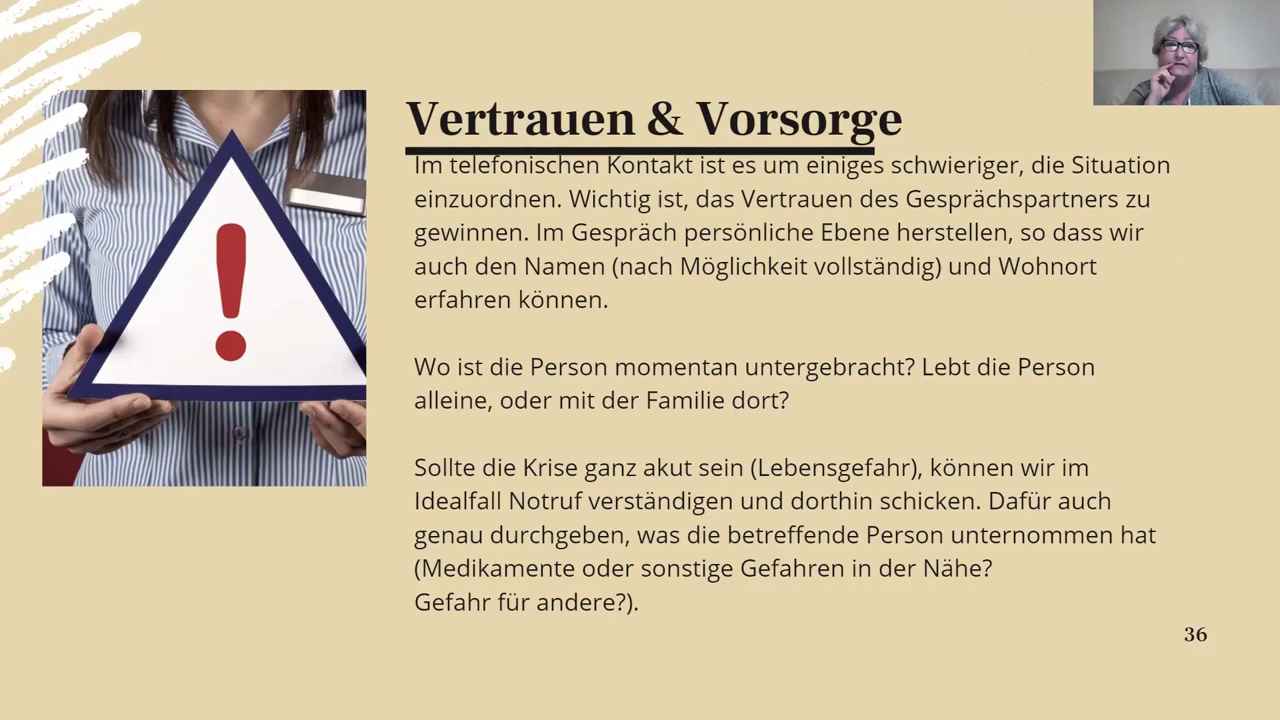 Vertrauen & Vorsorge
Im telefonischen Kontakt ist es um einiges schwieriger, die Situation
einzuordnen. Wichtig ist, das Vertrauen des Gesprächspartners zu
gewinnen. Im Gespräch persönliche Ebene herstellen, so dass wir
auch den Namen (nach Möglichkeit vollständig) und Wohnort
erfahren können.
Wo ist die Person momentan untergebracht? Lebt die Person
alleine, oder mit der Familie dort?
Sollte die Krise ganz akut sein (Lebensgefahr), können wir im
Idealfall Notruf verständigen und dorthin schicken. Dafür auch
genau durchgeben, was die betreffende Person unternommen hat
(Medikamente oder sonstige Gefahren in der Nähe?
Gefahr für andere?).
36